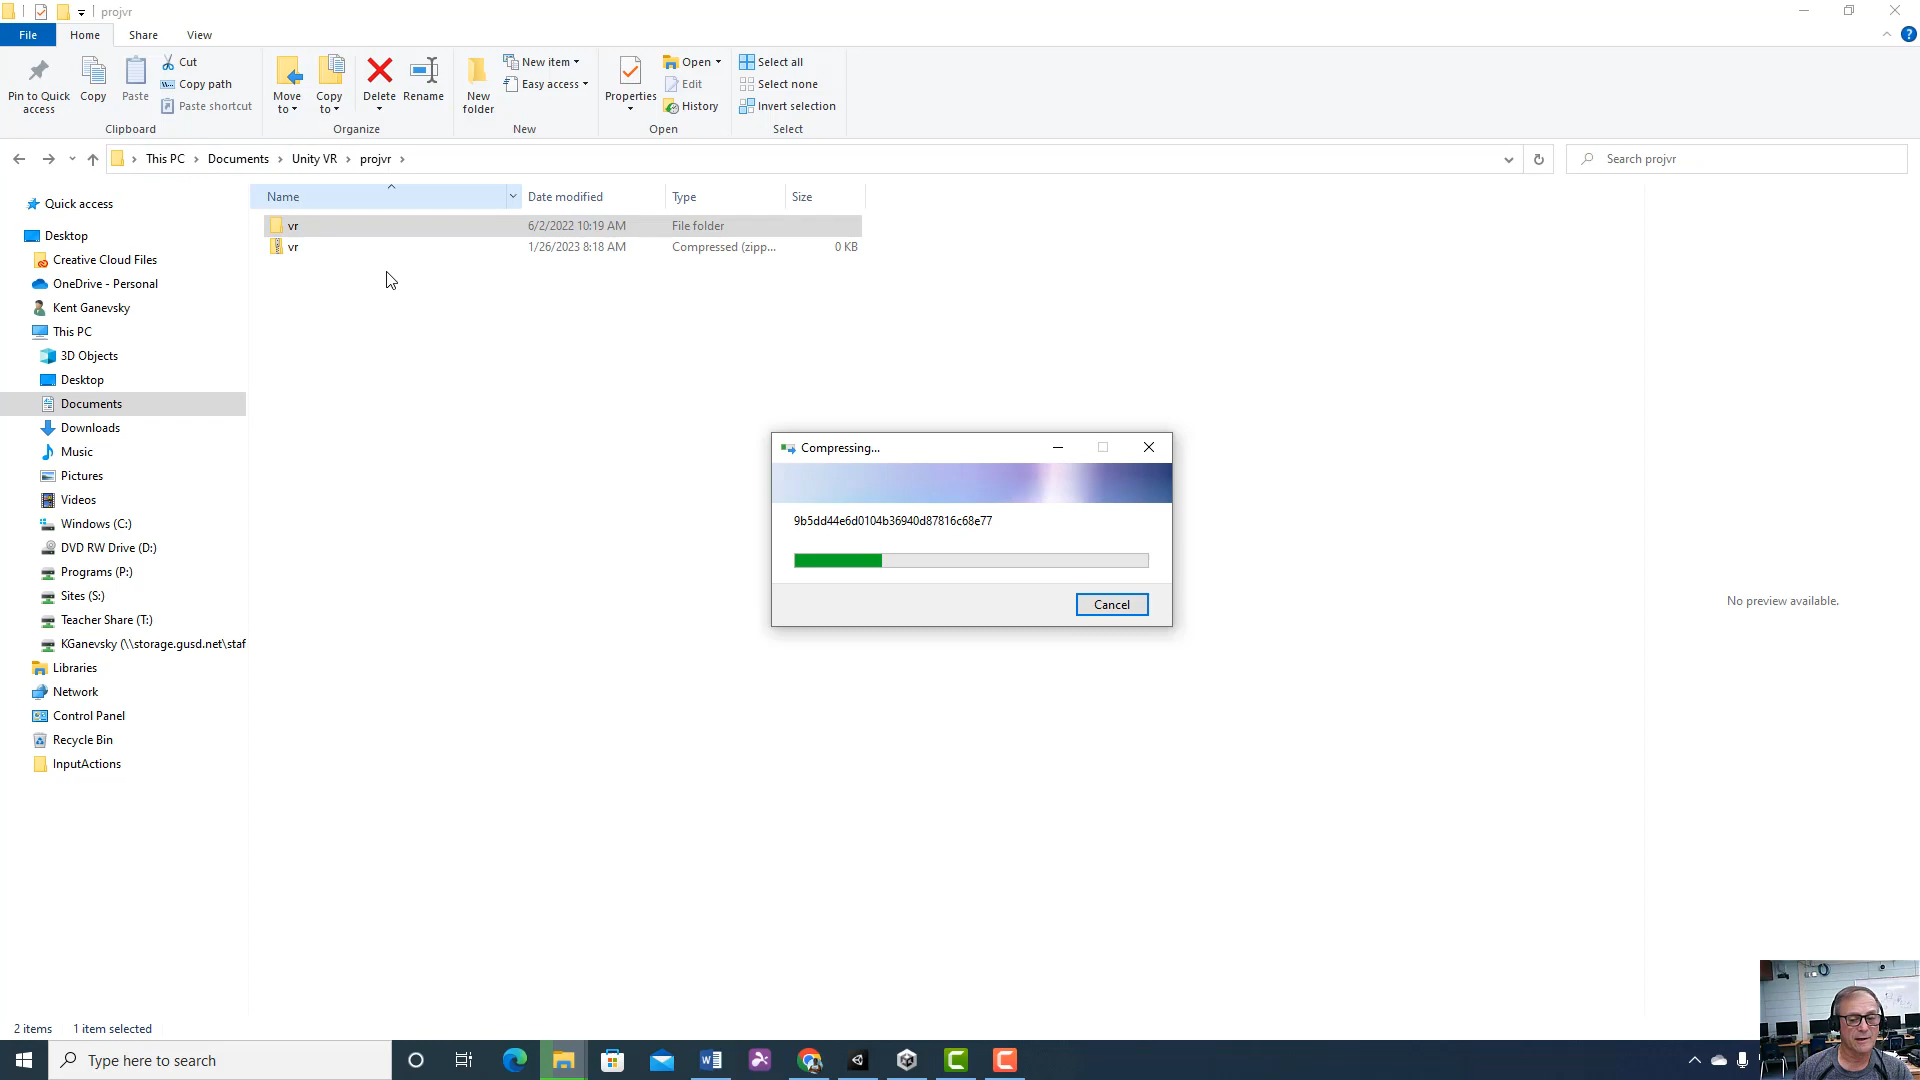 projvr
File
Home
Share
View
Pin to Quick access
Copy
Paste
Cut
Copy path
Paste shortcut
Clipboard
Move to
Copy to
Delete
Rename
Organize
New folder
New item
Easy access
New
Properties
Open
Edit
History
Open
Select all
Select none
Invert selection
Select
This PC
Documents
Unity VR
projvr
Search projvr
Name
Date modified
Type
Size
vr 6/2/2022 10:19 AM File folder
vr 1/26/2023 8:18 AM Compressed (zipp... 0 KB
Quick access
Desktop
Creative Cloud Files
OneDrive - Personal
Kent Ganevsky
This PC
3D Objects
Desktop
Documents
Downloads
Music
Pictures
Videos
Windows (C:)
DVD RW Drive (D:)
Programs (P:)
Sites (S:)
Teacher Share (T:)
KGanevsky (\\storage.gusd.net\staf
Libraries
Network
Control Panel
Recycle Bin
InputActions
Compressing...
9b5dd44e6d0104b36940d87816c68e77
Cancel
No preview available.
2 items
1 item selected
Type here to search